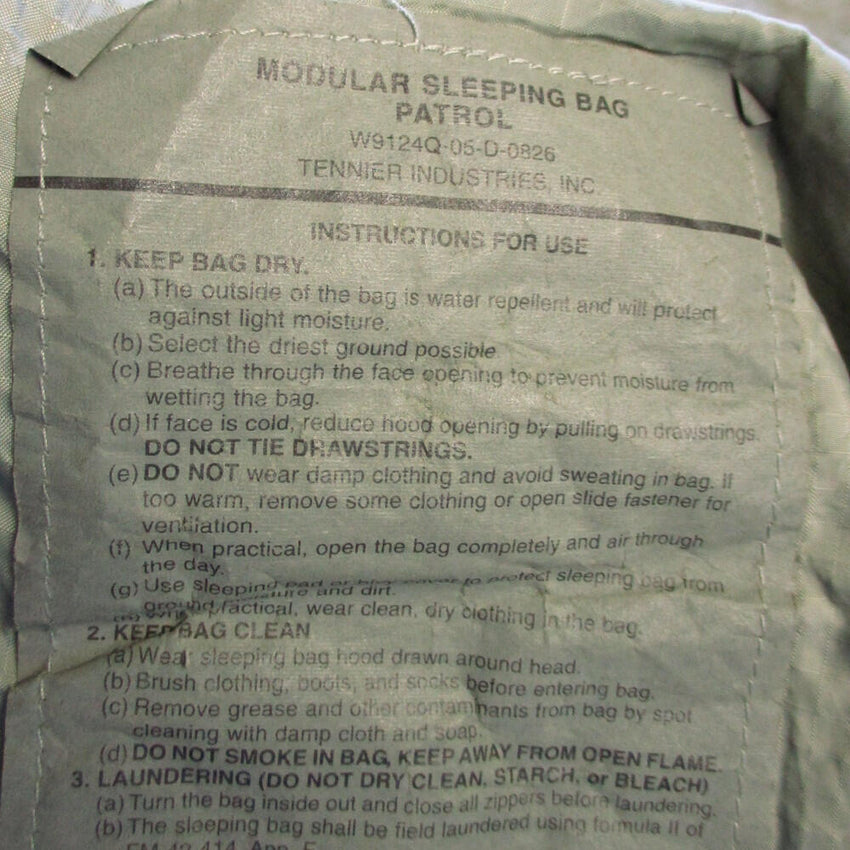 MODULAR SLEEPING BAG
PATROL
W9124Q-05-D-0826
TENNIER INDUSTRIES, INC.
INSTRUCTIONS FOR USE
1. KEEP BAG DRY.
(a) The outside of the bag is water repellent and will protect
against light moisture.
(b) Select the driest ground possible
(c) Breathe through the face opening to prevent moisture from
wetting the bag.
(d) If face is cold, reduce hood opening by pulling on drawstrings.
DO NOT TIE DRAWSTRINGS.
(e) DO NOT wear damp clothing and avoid sweating in bag. If
too warm, remove some clothing or open slide fastener for
ventilation.
(f) When practical, open the bag completely and air through
the day.
(g) Use sleeping to protect sleeping bag from
ground and dirt.
tactical, wear clean, dry clothing in the bag.
2. KEEP BAG CLEAN
(a) Wear sleeping bag hood drawn around head.
(b) Brush clothing, boots, and socks before entering bag.
(c) Remove grease and other contaminants from bag by spot
cleaning with damp cloth and soap.
(d) DO NOT SMOKE IN BAG, KEEP AWAY FROM OPEN FLAME.
3. LAUNDERING (DO NOT DRY CLEAN, STARCH, or BLEACH)
(a) Turn the bag inside out and close all zippers before laundering.
(b) The sleeping bag shall be field laundered using formula II of